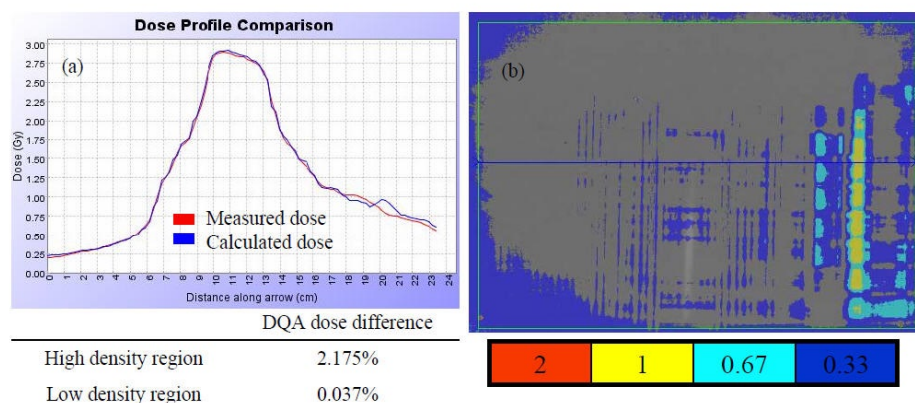 Dose Profile Comparison
(a)
Dose (Gy)
3.00
2.75
2.50
2.25
2.00
1.75
1.50
1.25
1.00
0.75
0.50
0.25
0.00
Measured dose
Calculated dose
0 1 2 3 4 5 6 7 8 9 10 11 12 13 14 15 16 17 18 19 20 21 22 23 24
Distance along arrow (cm)
DQA dose difference
High density region 2.175%
Low density region 0.037%
(b)
2 1 0.67 0.33